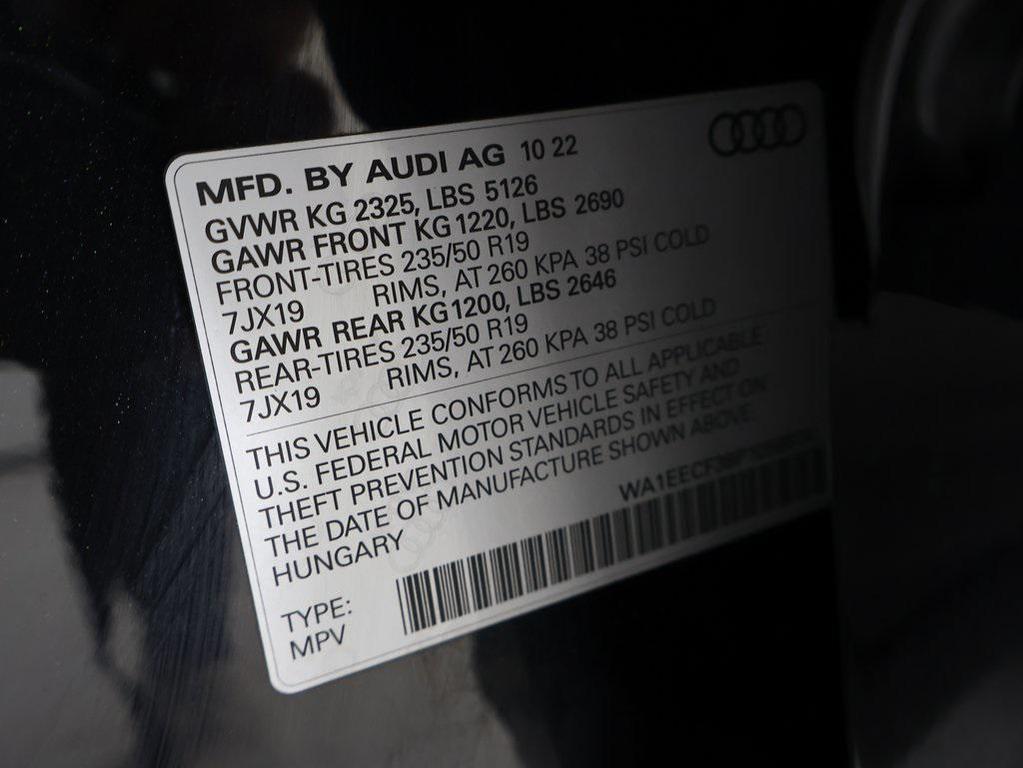 MFD. BY AUDI AG 10 22
GVWR KG 2325, LBS 5126
GAWR FRONT KG 1220, LBS 2690
FRONT-TIRES 235/50 R19
7JX19 RIMS, AT 260 KPA 38 PSI COLD
GAWR REAR KG 1200, LBS 2646
REAR-TIRES 235/50 R19
7JX19 RIMS, AT 260 KPA 38 PSI COLD
THIS VEHICLE CONFORMS TO ALL APPLICABLE
U.S. FEDERAL MOTOR VEHICLE SAFETY AND
THEFT PREVENTION STANDARDS IN EFFECT ON
THE DATE OF MANUFACTURE SHOWN ABOVE.
HUNGARY
TYPE:
MPV